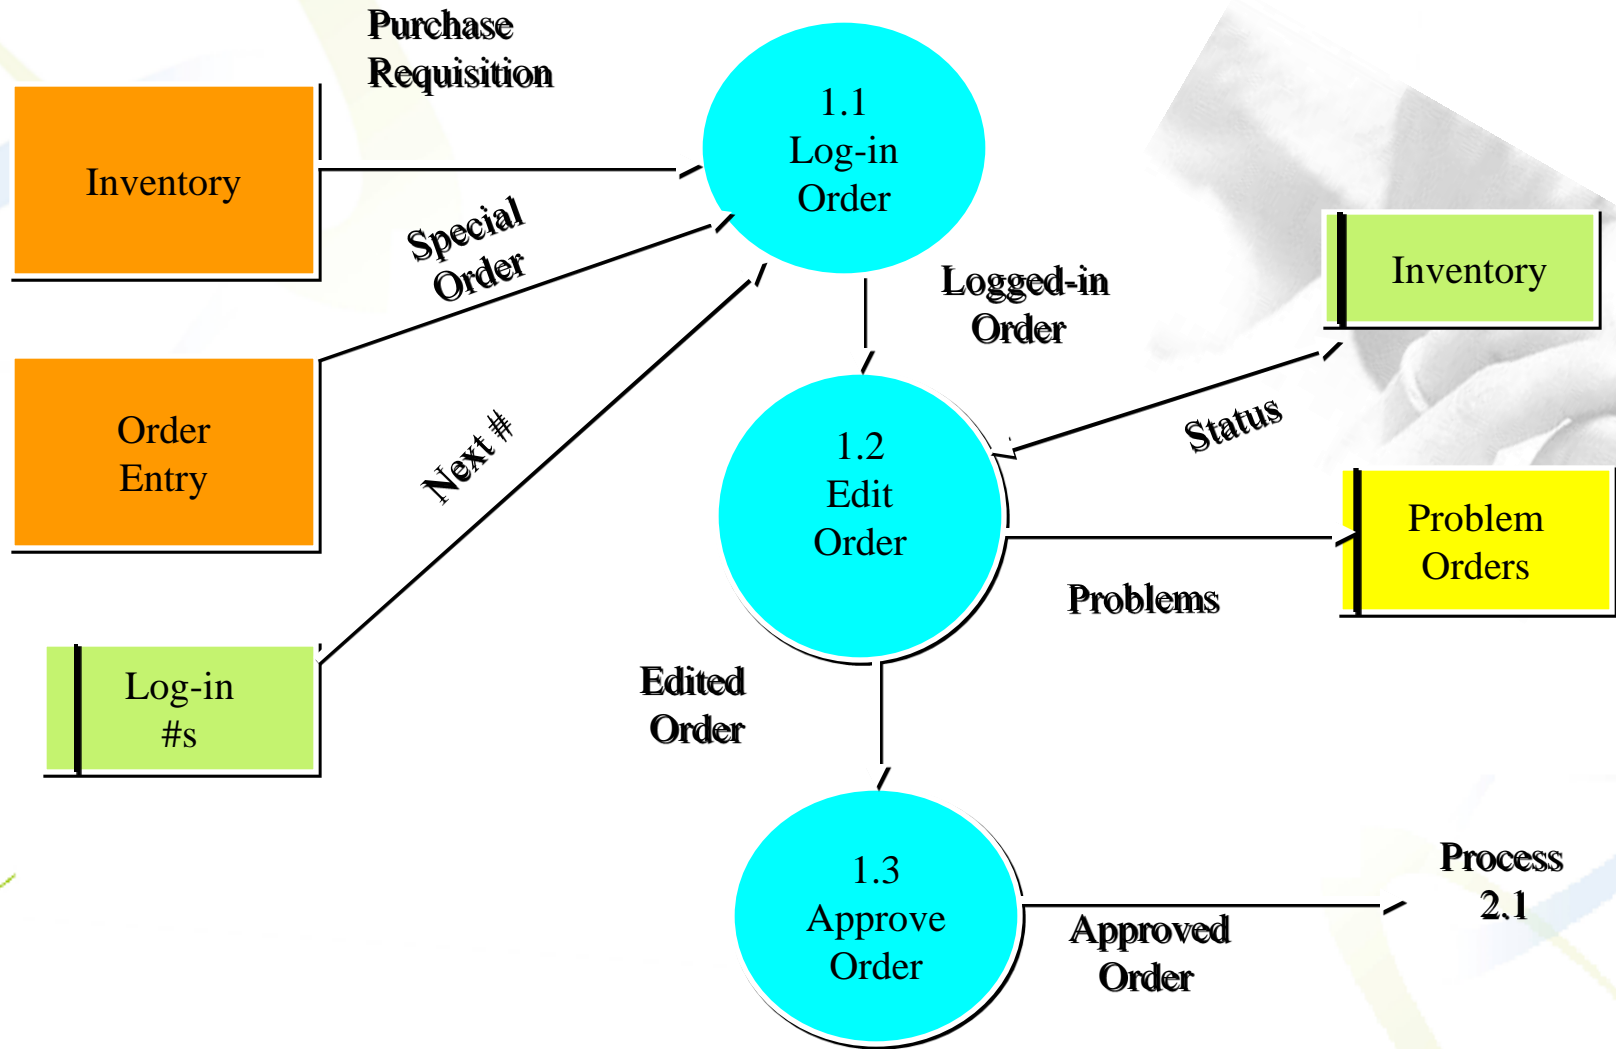 Purchase
Requisition
1.1
Log-in
Order
Inventory
Special
Order
Logged-in
Order
Inventory
Order
Entry
Next #
1.2
Edit
Order
Status
Problem
Orders
Problems
Log-in
#s
Edited
Order
1.3
Approve
Order
Approved
Order
Process
2.1